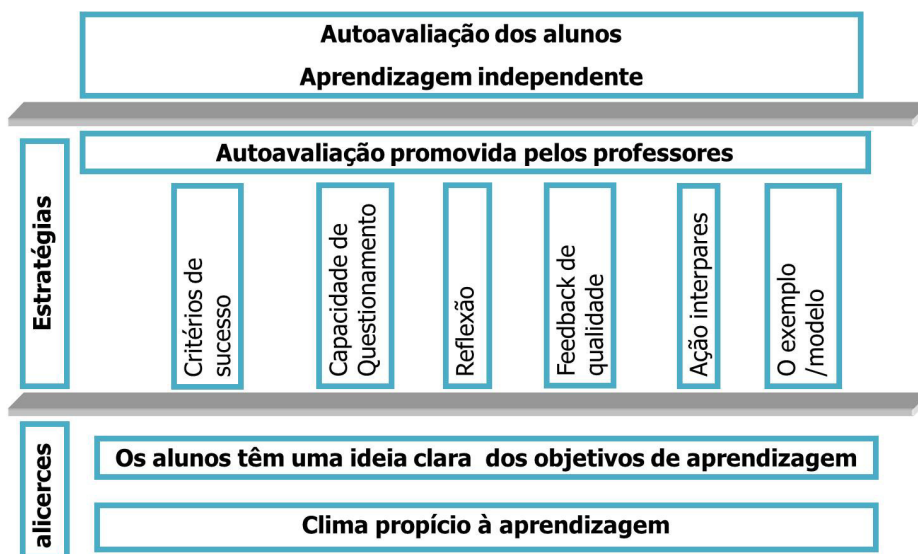 Autoavaliação dos alunos
Aprendizagem independente
Estratégias
Autoavaliação promovida pelos professores
Critérios de
sucesso
Capacidade de
Questionamento
Reflexão
Feedback de
qualidade
Ação interpares
O exemplo
/modelo
alicerces
Os alunos têm uma ideia clara dos objetivos de aprendizagem
Clima propício à aprendizagem